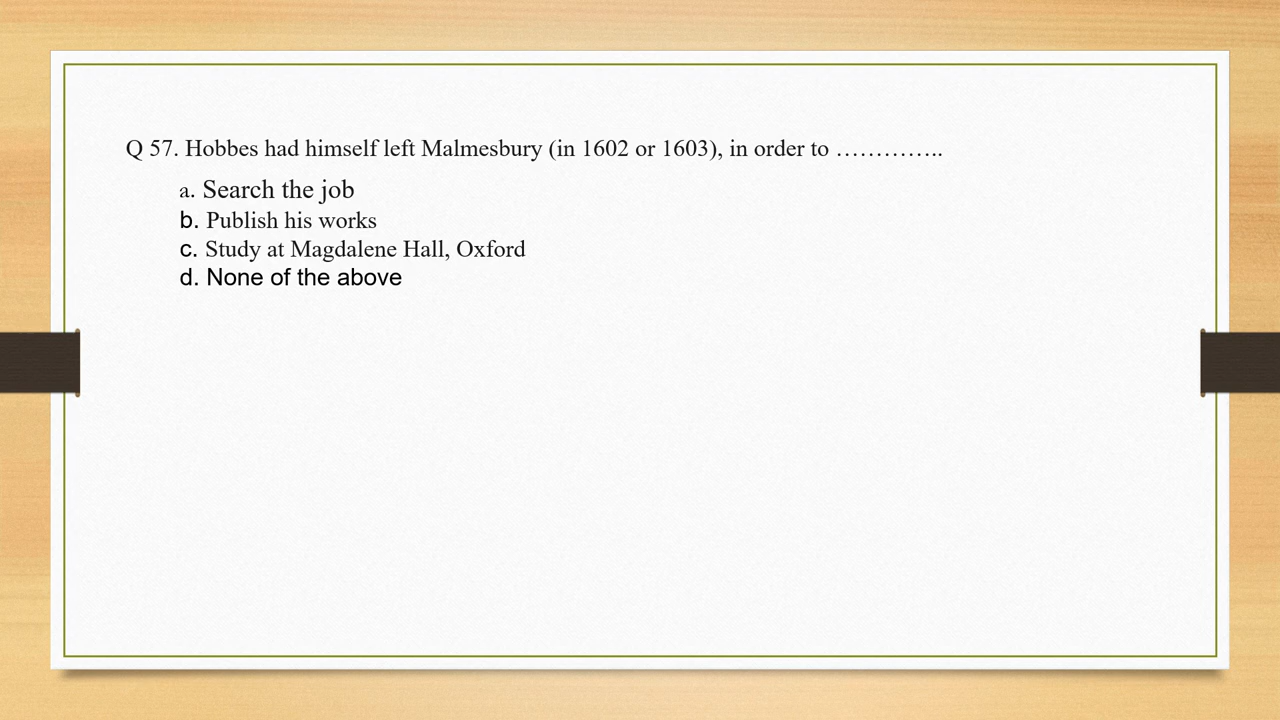 Q 57. Hobbes had himself left Malmesbury (in 1602 or 1603), in order to …………..
a. Search the job
b. Publish his works
c. Study at Magdalene Hall, Oxford
d. None of the above